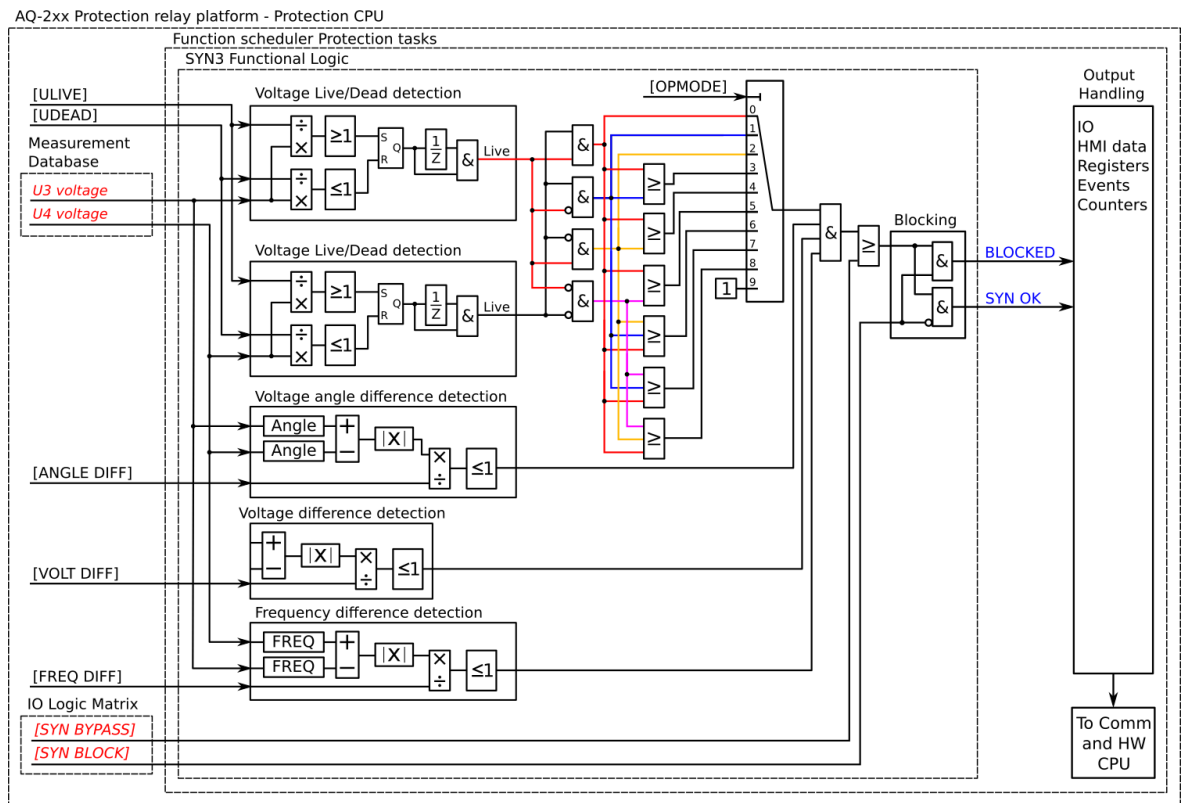 AQ-2xx Protection relay platform - Protection CPU
Function scheduler Protection tasks
SYN3 Functional Logic
[ULIVE]
[UDEAD]
Measurement
Database
U3 voltage
U4 voltage
Voltage Live/Dead detection
÷
×
≥1
÷
×
≤1
S
Q
R
1
Z
&
Live
Voltage Live/Dead detection
÷
×
≥1
÷
×
≤1
S
Q
R
1
Z
&
Live
&
&
&
&
≥
≥
≥
≥
≥
≥
[OPMODE]
0
1
2
3
4
5
6
7
8
9
1
&
≥
Blocking
&
&
BLOCKED
SYN OK
Output
Handling
IO
HMI data
Registers
Events
Counters
Voltage angle difference detection
Angle
Angle
+
−
|X|
×
÷
≤1
[ANGLE DIFF]
Voltage difference detection
+
−
|X|
×
÷
≤1
[VOLT DIFF]
Frequency difference detection
FREQ
FREQ
+
−
|X|
×
÷
≤1
[FREQ DIFF]
IO Logic Matrix
[SYN BYPASS]
[SYN BLOCK]
To Comm
and HW
CPU